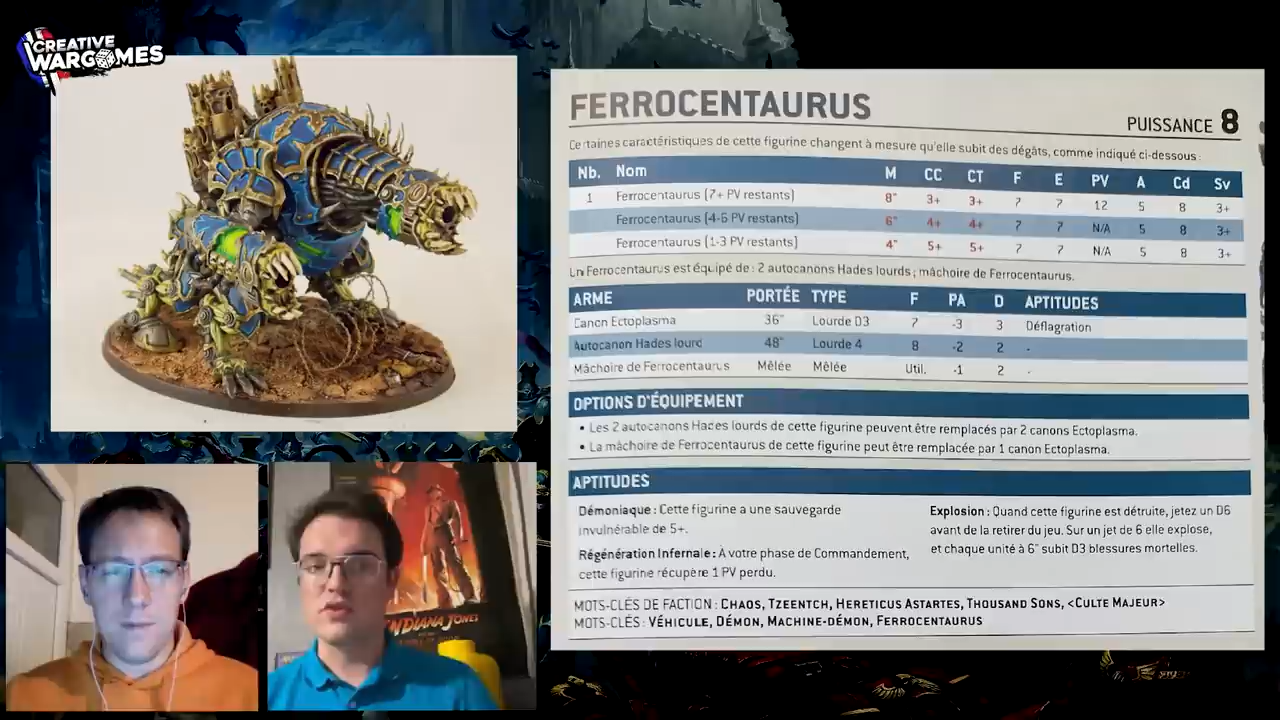 CREATIVE
WARGAMES
FERROCENTAURUS
PUISSANCE 8
Certaines caractéristiques de cette figurine changent à mesure qu'elle subit des dégâts, comme indiqué ci-dessous :
Nb. Nom M CC CT F E PV A Cd Sv
1 Ferrocentaurus (7+ PV restants) 8" 3+ 3+ 7 7 12 5 8 3+
Ferrocentaurus (4-6 PV restants) 6" 4+ 4+ 7 7 N/A 5 8 3+
Ferrocentaurus (1-3 PV restants) 4" 5+ 5+ 7 7 N/A 5 8 3+
Un Ferrocentaurus est équipé de : 2 autocanons Hades lourds ; mâchoire de Ferrocentaurus.
ARME PORTÉE TYPE F PA D APTITUDES
Canon Ectoplasma 36" Lourde D3 7 -3 3 Déflagration
Autocanon Hades lourd 48" Lourde 4 8 -2 2 -
Mâchoire de Ferrocentaurus Mêlée Mêlée Util. -1 2 -
OPTIONS D'ÉQUIPEMENT
• Les 2 autocanons Hades lourds de cette figurine peuvent être remplacés par 2 canons Ectoplasma.
• La mâchoire de Ferrocentaurus de cette figurine peut être remplacée par 1 canon Ectoplasma.
APTITUDES
Démoniaque : Cette figurine a une sauvegarde
invulnérable de 5+.
Régénération Infernale : À votre phase de Commandement,
cette figurine récupère 1 PV perdu.
Explosion : Quand cette figurine est détruite, jetez un D6
avant de la retirer du jeu. Sur un jet de 6 elle explose,
et chaque unité à 6" subit D3 blessures mortelles.
MOTS-CLÉS DE FACTION : CHAOS, TZEENTCH, HERETICUS ASTARTES, THOUSAND SONS, <CULTE MAJEUR>
MOTS-CLÉS : VÉHICULE, DÉMON, MACHINE-DÉMON, FERROCENTAURUS
INDIANA JONES